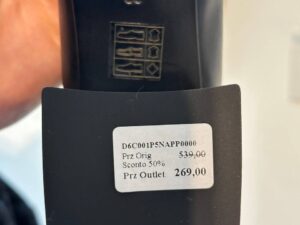 D6C001P5NAPP0000
Prz Orig 539,00
Sconto 50%
Prz Outlet 269,00